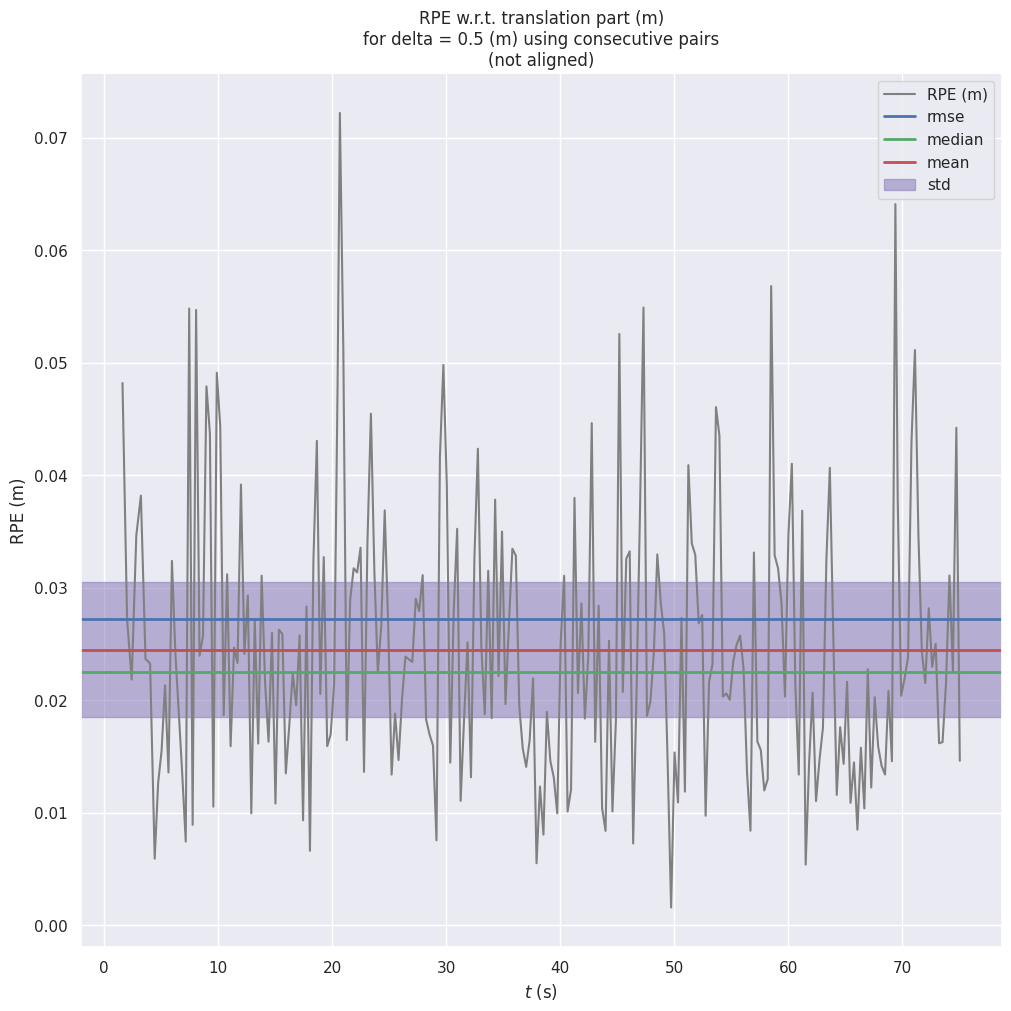 RPE w.r.t. translation part (m)
for delta = 0.5 (m) using consecutive pairs
(not aligned)
RPE (m)
rmse
median
mean
std
0.07
0.06
0.05
0.04
0.03
0.02
0.01
0.00
RPE (m)
0 10 20 30 40 50 60 70
t (s)